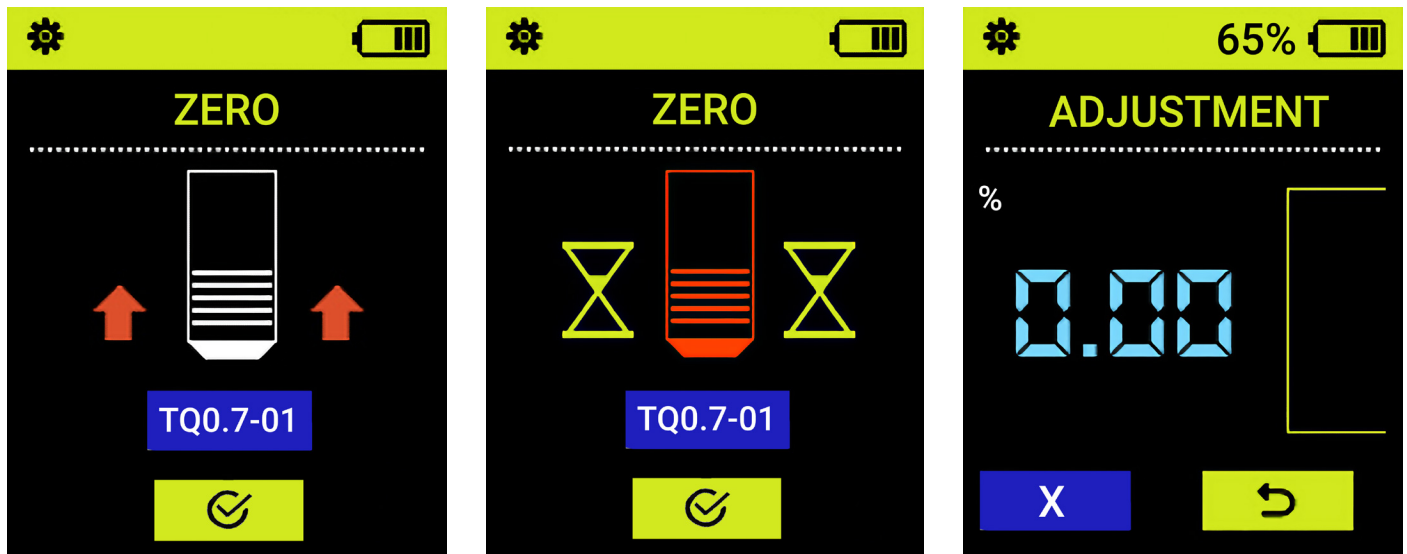 ZERO
TQ0.7-01
ZERO
TQ0.7-01
65%
ADJUSTMENT
%
0.00
X